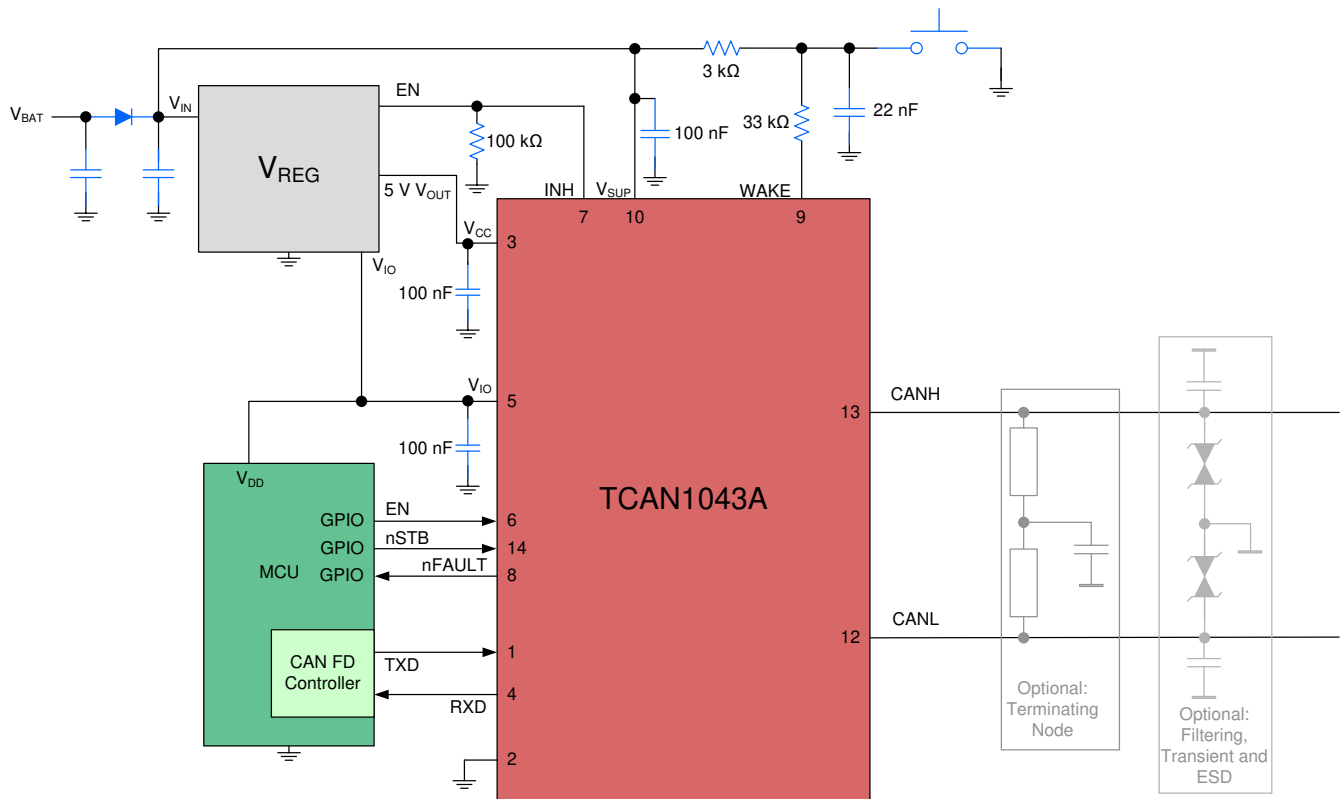 3 kΩ
EN
V_BAT
V_IN
100 kΩ
100 nF
33 kΩ
22 nF
V_REG
5 V V_OUT
INH
V_SUP
WAKE
7
10
9
V_CC
3
V_IO
100 nF
V_IO
5
CANH
13
100 nF
V_DD
TCAN1043A
GPIO
EN
6
GPIO
nSTB
14
MCU
GPIO
nFAULT
8
CANL
12
CAN FD
Controller
TXD
1
RXD
4
2
Optional:
Terminating
Node
Optional:
Filtering,
Transient and
ESD